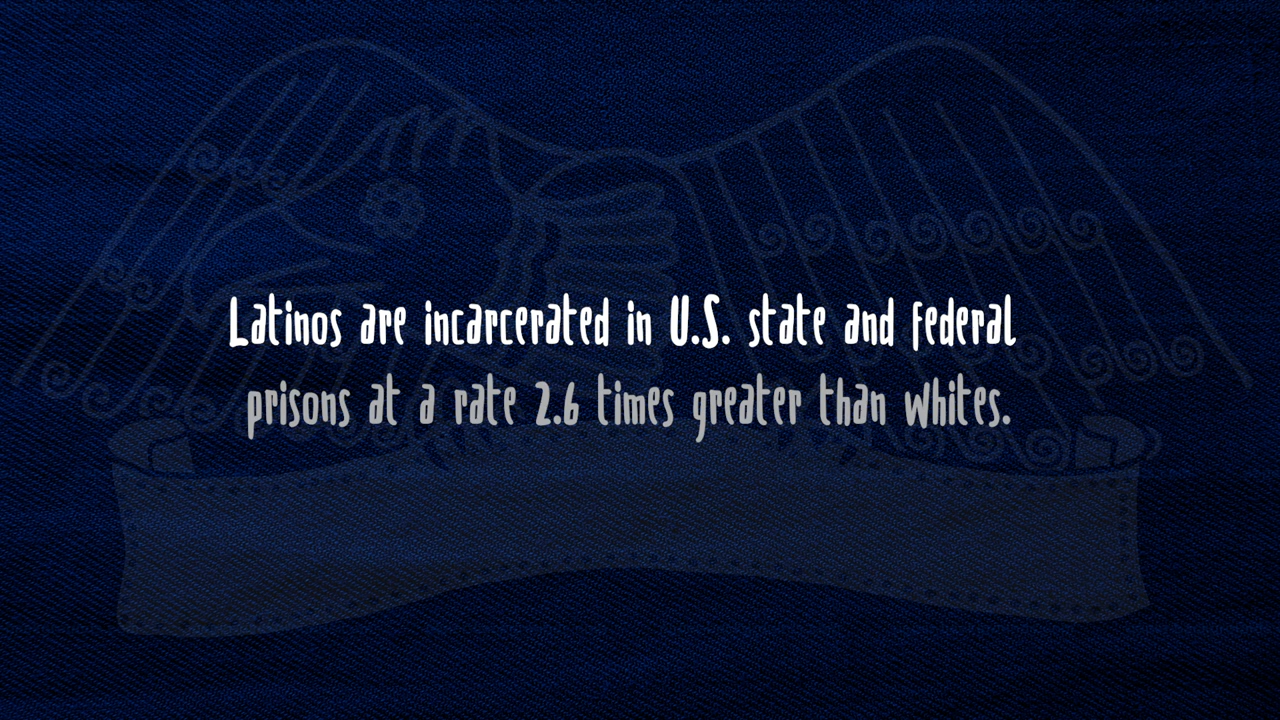 Latinos are incarcerated in U.S. state and federal
prisons at a rate 2.6 times greater than whites.